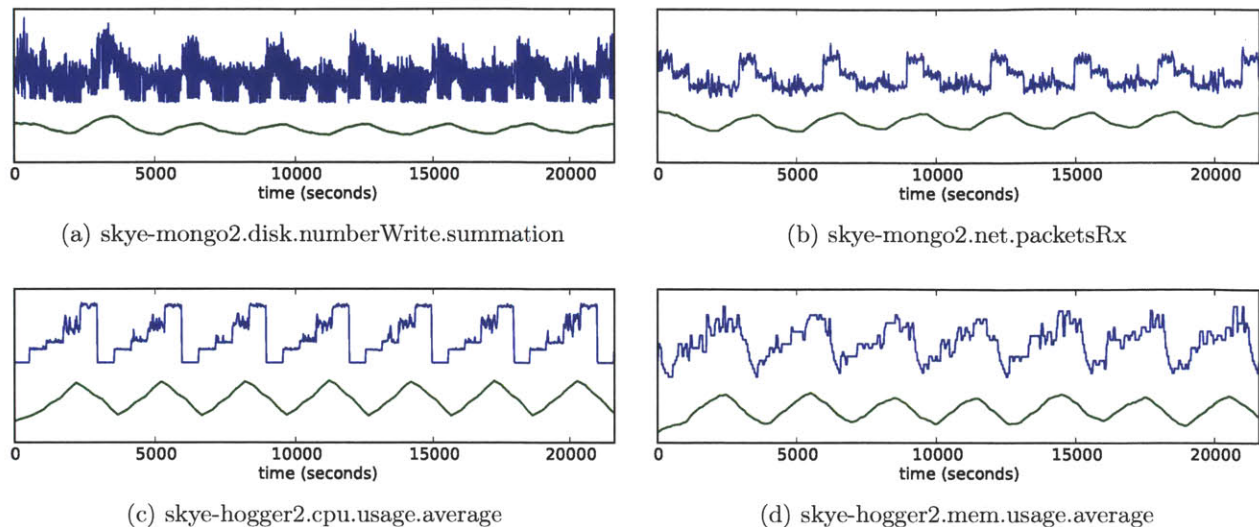 0 5000 10000 15000 20000
time (seconds)
(a) skye-mongo2.disk.numberWrite.summation
0 5000 10000 15000 20000
time (seconds)
(b) skye-mongo2.net.packetsRx
0 5000 10000 15000 20000
time (seconds)
(c) skye-hogger2.cpu.usage.average
0 5000 10000 15000 20000
time (seconds)
(d) skye-hogger2.mem.usage.average